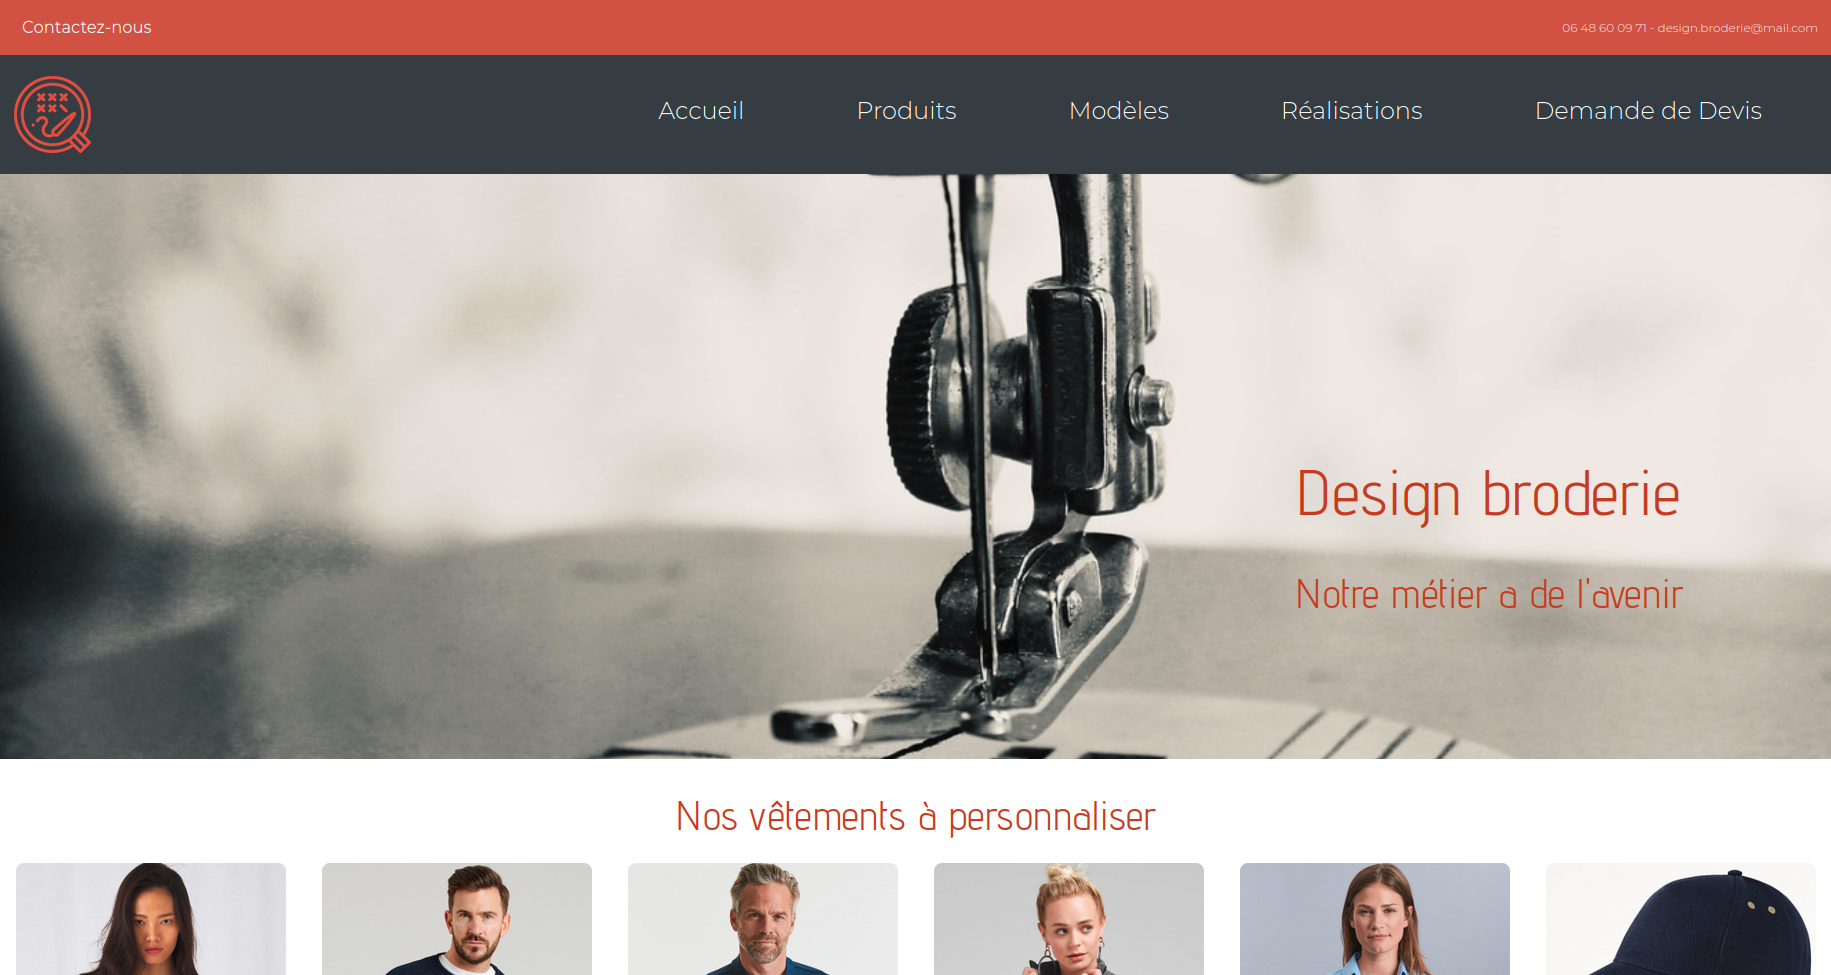 Contactez-nous
06 48 60 09 71 - design.broderie@mail.com
Accueil
Produits
Modèles
Réalisations
Demande de Devis
Design broderie
Notre métier a de l'avenir
Nos vêtements à personnaliser